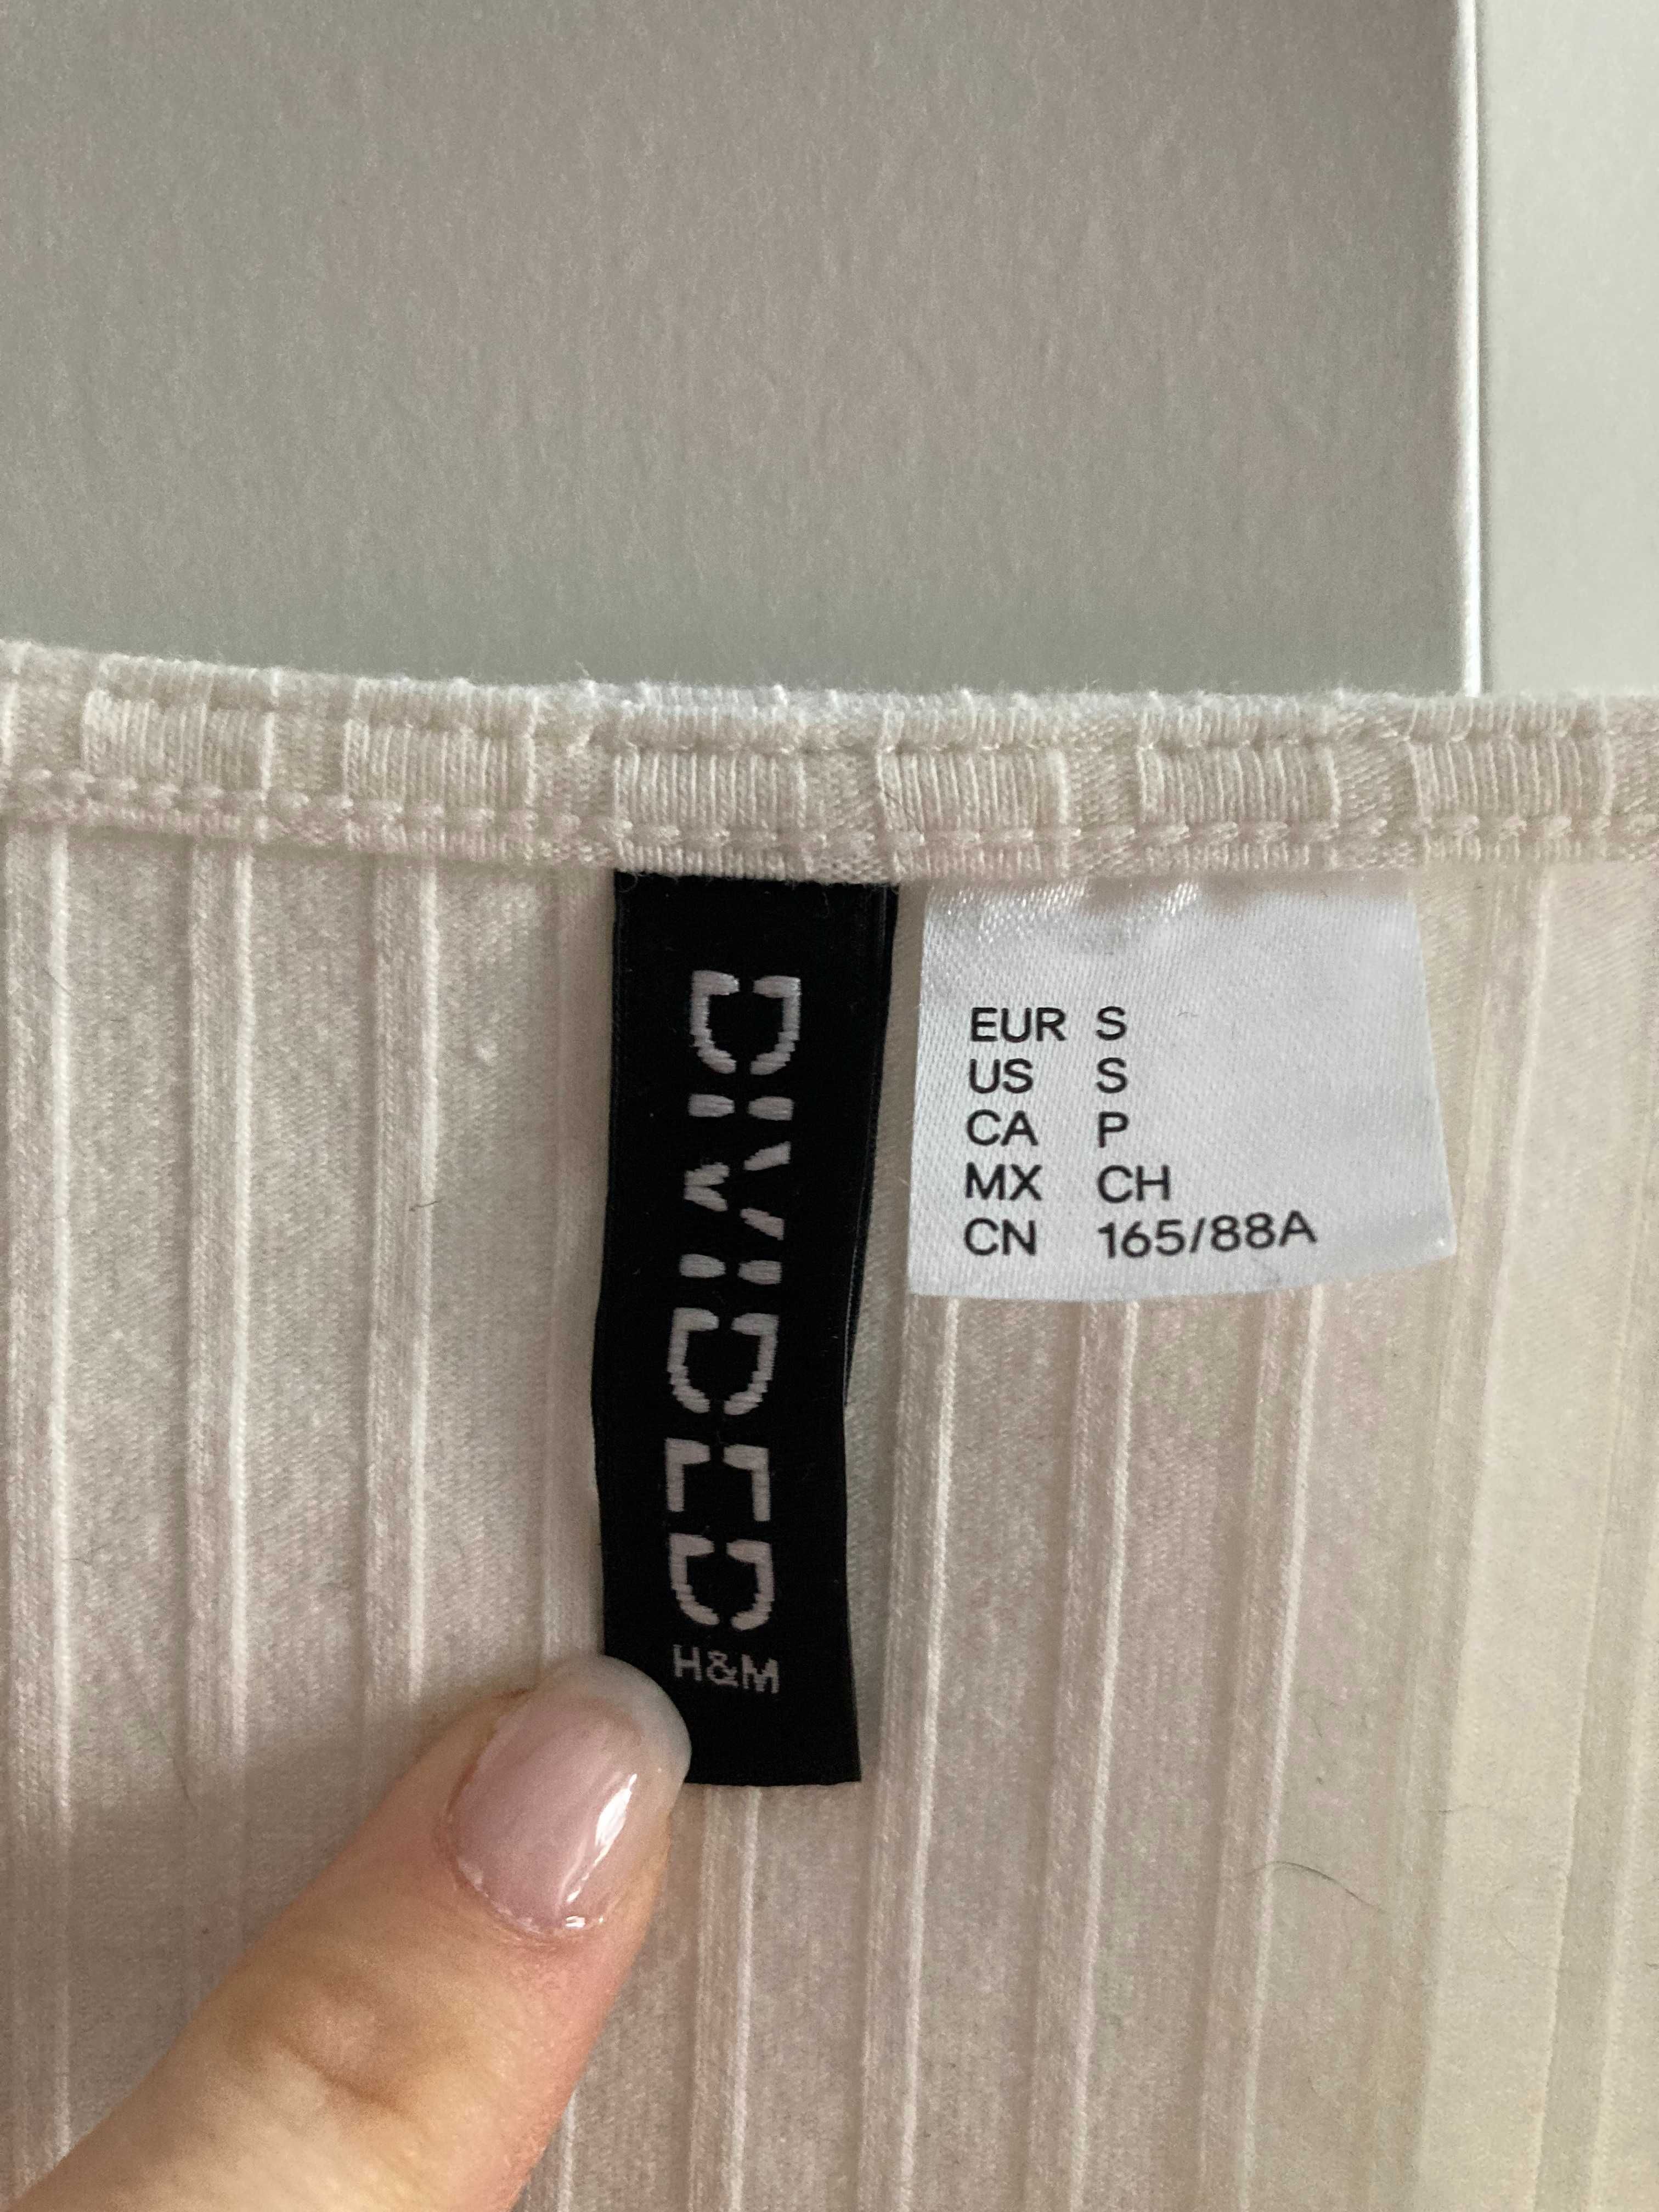 DIVIDED
H&M
EUR S
US S
CA P
MX CH
CN 165/88A